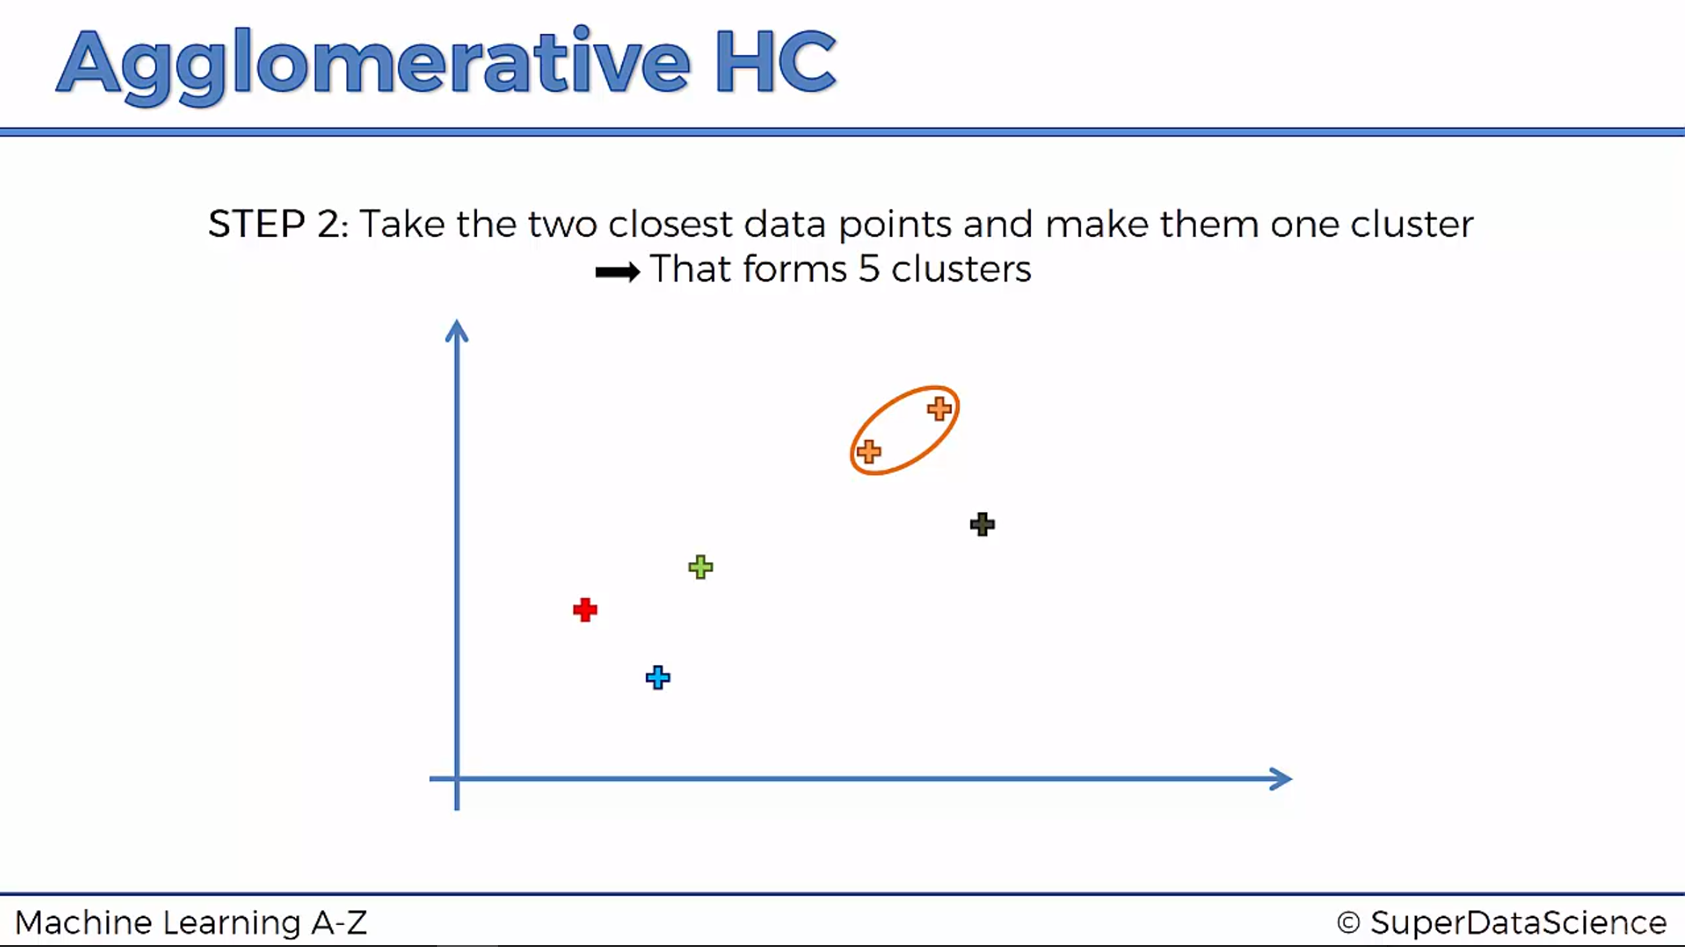 Agglomerative HC
STEP 2: Take the two closest data points and make them one cluster
That forms 5 clusters
Machine Learning A-Z
© SuperDataScience